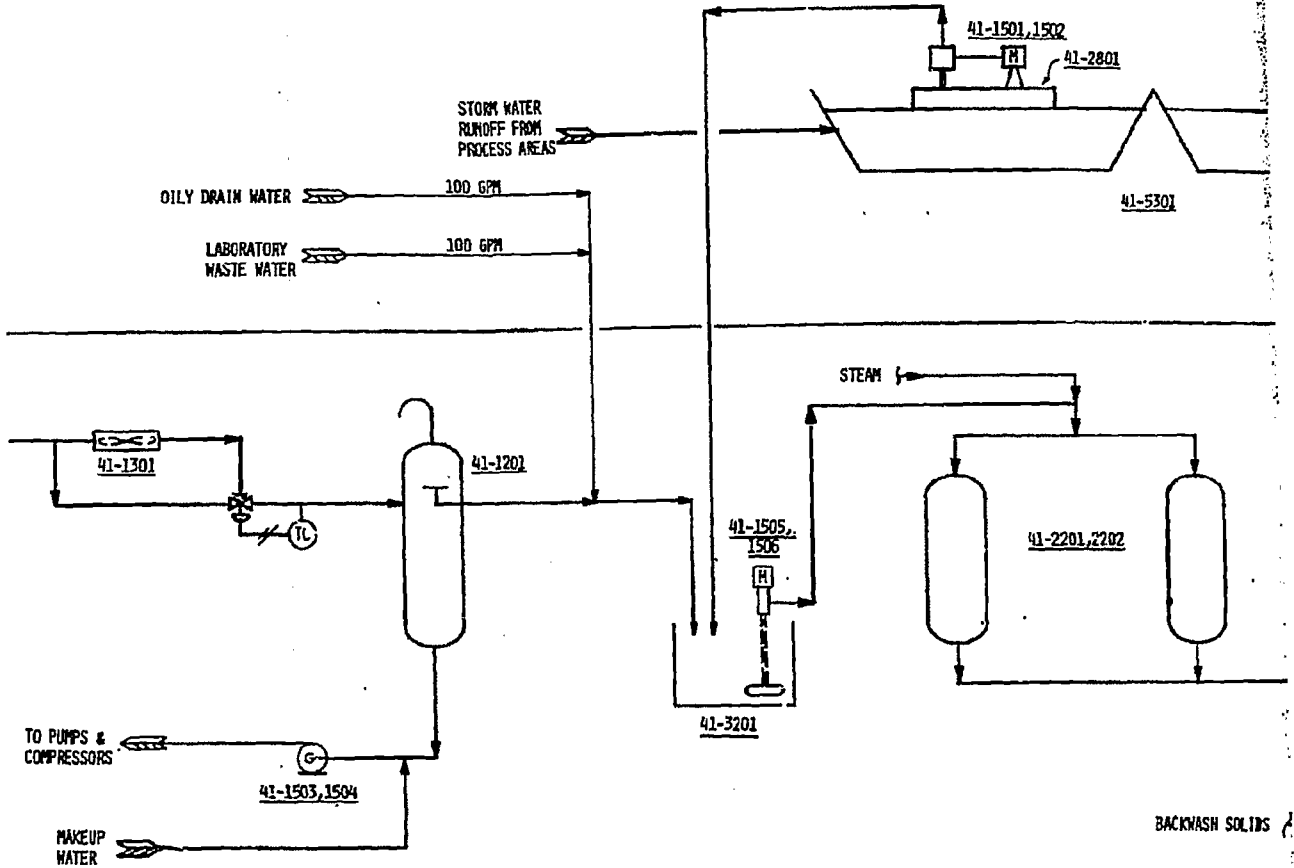 41-1501,1502
M
41-2801
STORM WATER
RUNOFF FROM
PROCESS AREAS
41-5301
OILY DRAIN WATER
100 GPM
LABORATORY
WASTE WATER
100 GPM
STEAM
41-1301
41-1201
TC
41-1505,
1506
M
41-2201,2202
41-3201
TO PUMPS &
COMPRESSORS
G
41-1503,1504
MAKEUP
WATER
BACKWASH SOLIDS